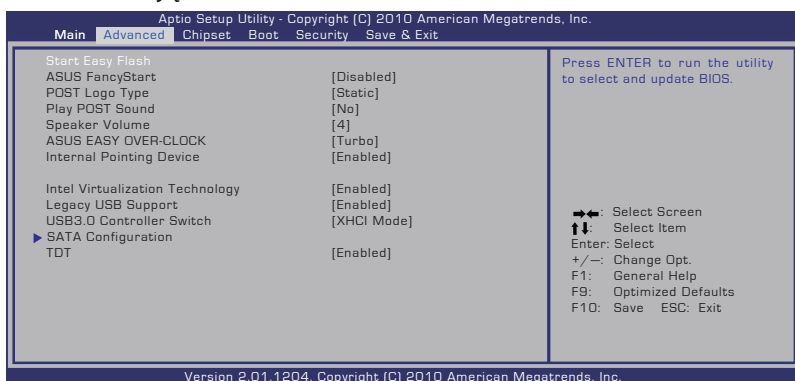 Aptio Setup Utility - Copyright (C) 2010 American Megatrends, Inc.
Main Advanced Chipset Boot Security Save & Exit
Start Easy Flash
ASUS FancyStart [Disabled]
POST Logo Type [Static]
Play POST Sound [No]
Speaker Volume [4]
ASUS EASY OVER-CLOCK [Turbo]
Internal Pointing Device [Enabled]
Intel Virtualization Technology [Enabled]
Legacy USB Support [Enabled]
USB3.0 Controller Switch [XHCI Mode]
SATA Configuration
TDT [Enabled]
Press ENTER to run the utility
to select and update BIOS.
→←: Select Screen
↑↓: Select Item
Enter: Select
+/—: Change Opt.
F1: General Help
F9: Optimized Defaults
F10: Save ESC: Exit
Version 2.01.1204. Copyright (C) 2010 American Megatrends, Inc.